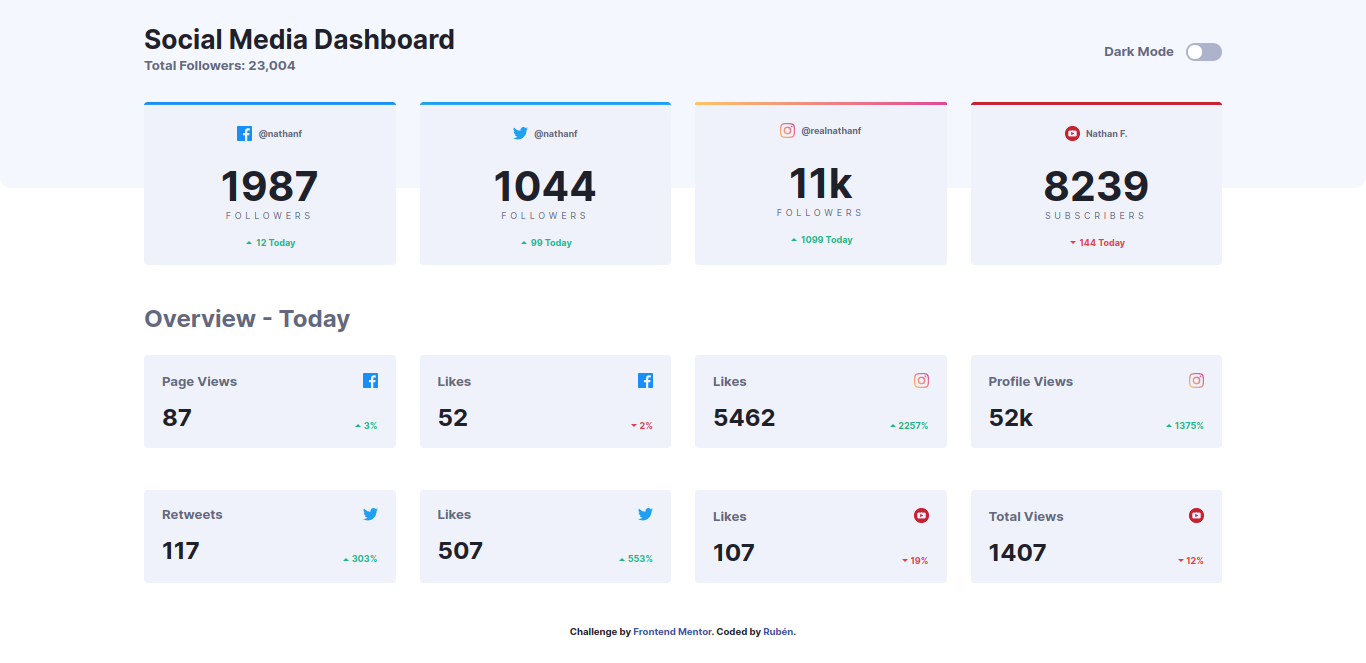 Social Media Dashboard
Total Followers: 23,004
Dark Mode
@nathanf
1987
FOLLOWERS
12 Today
@nathanf
1044
FOLLOWERS
99 Today
@realnathanf
11k
FOLLOWERS
1099 Today
Nathan F.
8239
SUBSCRIBERS
144 Today
Overview - Today
Page Views
87
3%
Likes
52
2%
Likes
5462
2257%
Profile Views
52k
1375%
Retweets
117
303%
Likes
507
553%
Likes
107
19%
Total Views
1407
12%
Challenge by Frontend Mentor. Coded by Rubén.